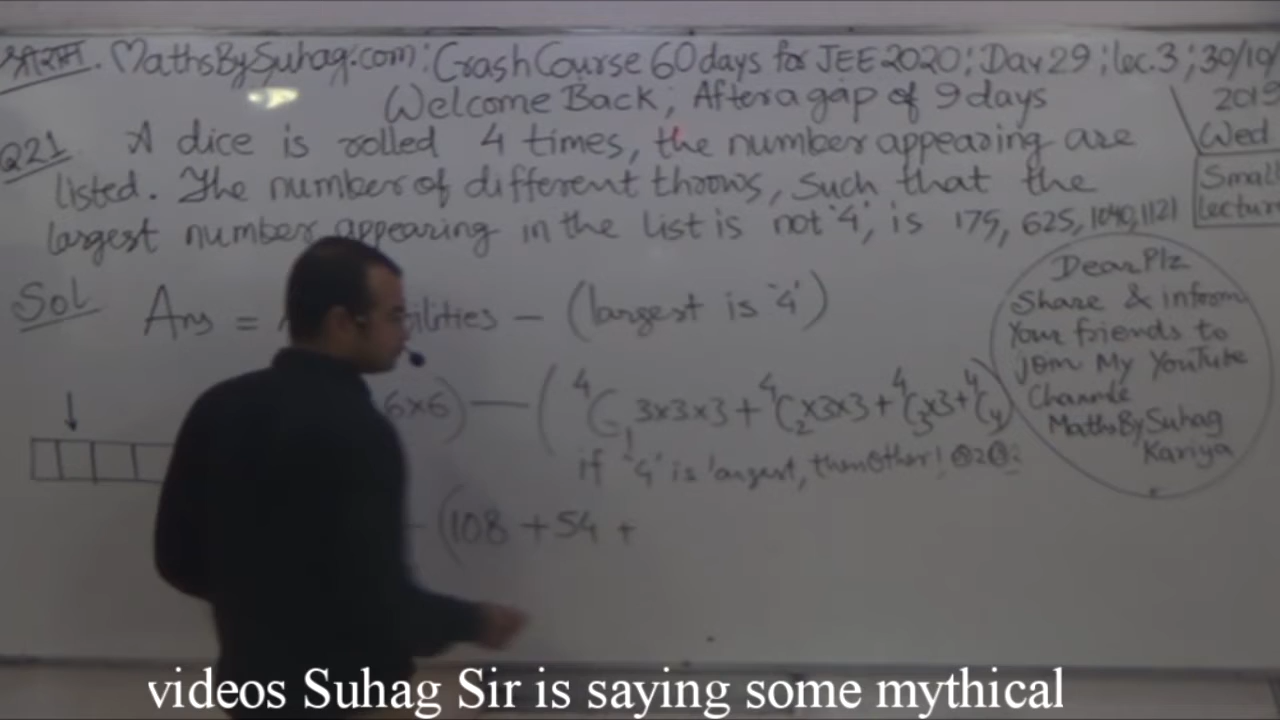 श्रीराम. MathsBySuhag.com: Crash Course 60 days for JEE 2020; Day 29; lec.3; 30/10/
2019
Wed
Welcome Back, After a gap of 9 days
Q21 A dice is rolled 4 times, the number appearing are
listed. The number of different throws, such that the
largest number appearing in the list is not '4', is 175, 625, 1040, 1121
Small
lecture
Sol Ans = ilities - (largest is '4')
6×6) — (⁴C₁ 3×3×3 + ⁴C₂×3×3 + ⁴C₃×3 + ⁴C₄)
if '4' is largest, then other 1 or 2 or 3
- (108 + 54 +
Dear Plz
Share & inform
Your friends to
join My YouTube
Channel
MathsBySuhag
Kariya
videos Suhag Sir is saying some mythical